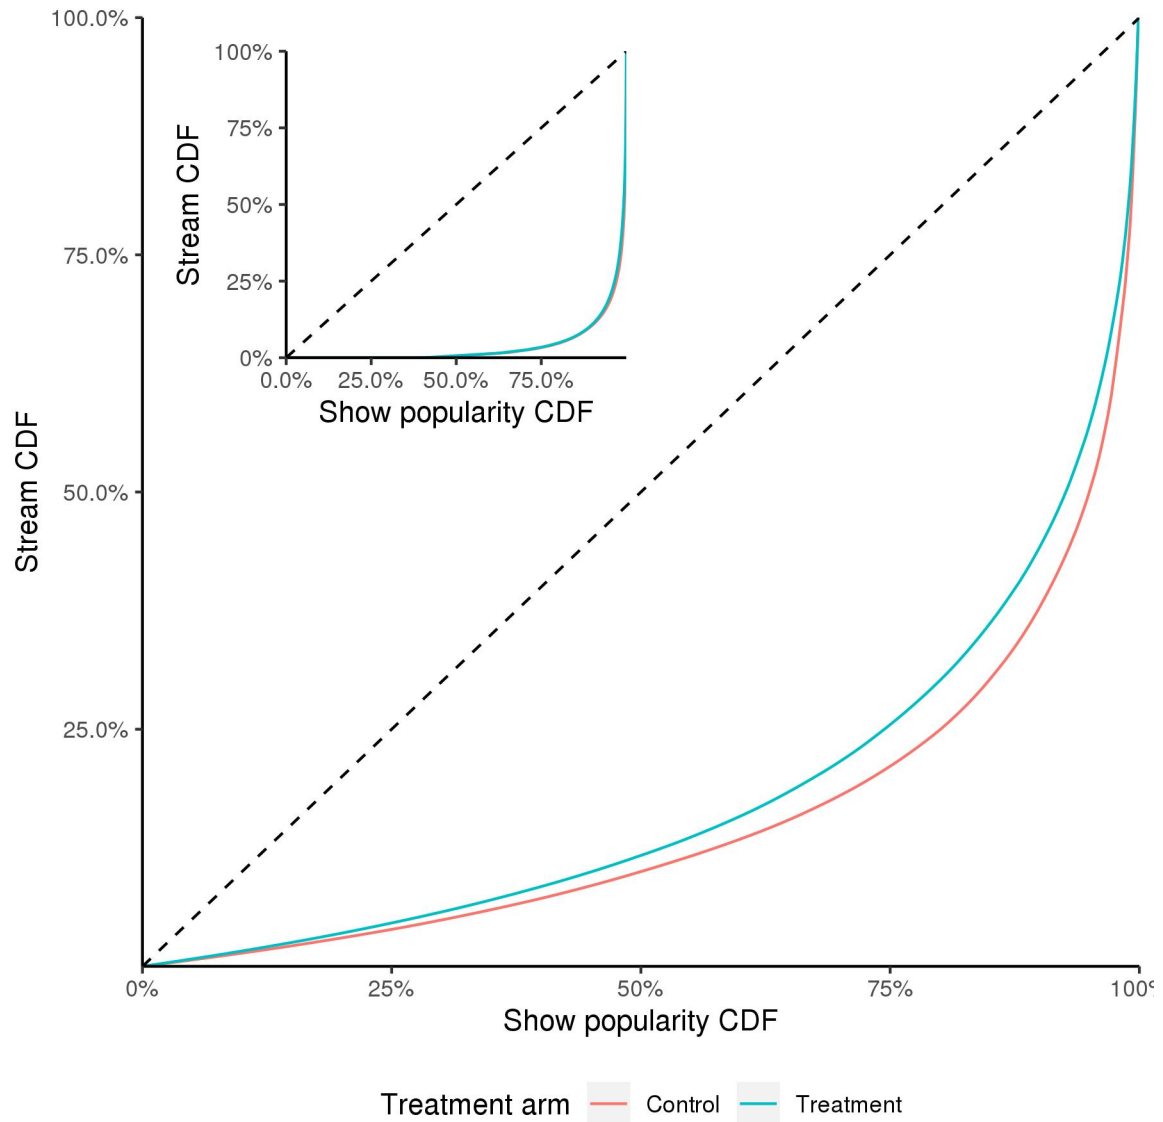 100.0%
75.0%
50.0%
25.0%
Stream CDF
100%
75%
50%
25%
0%
Stream CDF
0.0% 25.0% 50.0% 75.0%
Show popularity CDF
0% 25% 50% 75% 100%
Show popularity CDF
Treatment arm Control Treatment